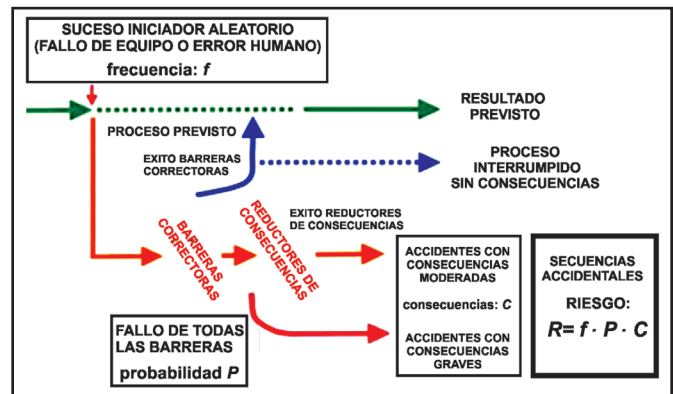 SUCESO INICIADOR ALEATORIO
(FALLO DE EQUIPO O ERROR HUMANO)
frecuencia: f
RESULTADO
PREVISTO
PROCESO PREVISTO
EXITO BARRERAS
CORRECTORAS
PROCESO
INTERRUMPIDO
SIN CONSECUENCIAS
BARRERAS
CORRECTORAS
REDUCTORES DE
CONSECUENCIAS
EXITO REDUCTORES
DE CONSECUENCIAS
ACCIDENTES CON
CONSECUENCIAS
MODERADAS
consecuencias: C
ACCIDENTES CON
CONSECUENCIAS
GRAVES
SECUENCIAS
ACCIDENTALES
RIESGO:
R= f · P · C
FALLO DE TODAS
LAS BARRERAS
probabilidad P